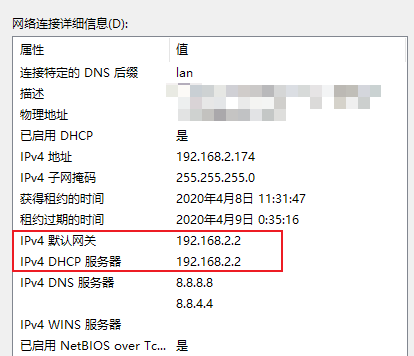 网络连接详细信息(D):
属性 值
连接特定的 DNS 后缀 lan
描述
物理地址
已启用 DHCP 是
IPv4 地址 192.168.2.174
IPv4 子网掩码 255.255.255.0
获得租约的时间 2020年4月8日 11:31:47
租约过期的时间 2020年4月9日 0:35:16
IPv4 默认网关 192.168.2.2
IPv4 DHCP 服务器 192.168.2.2
IPv4 DNS 服务器 8.8.8.8
8.8.4.4
IPv4 WINS 服务器
已启用 NetBIOS over Tc... 是